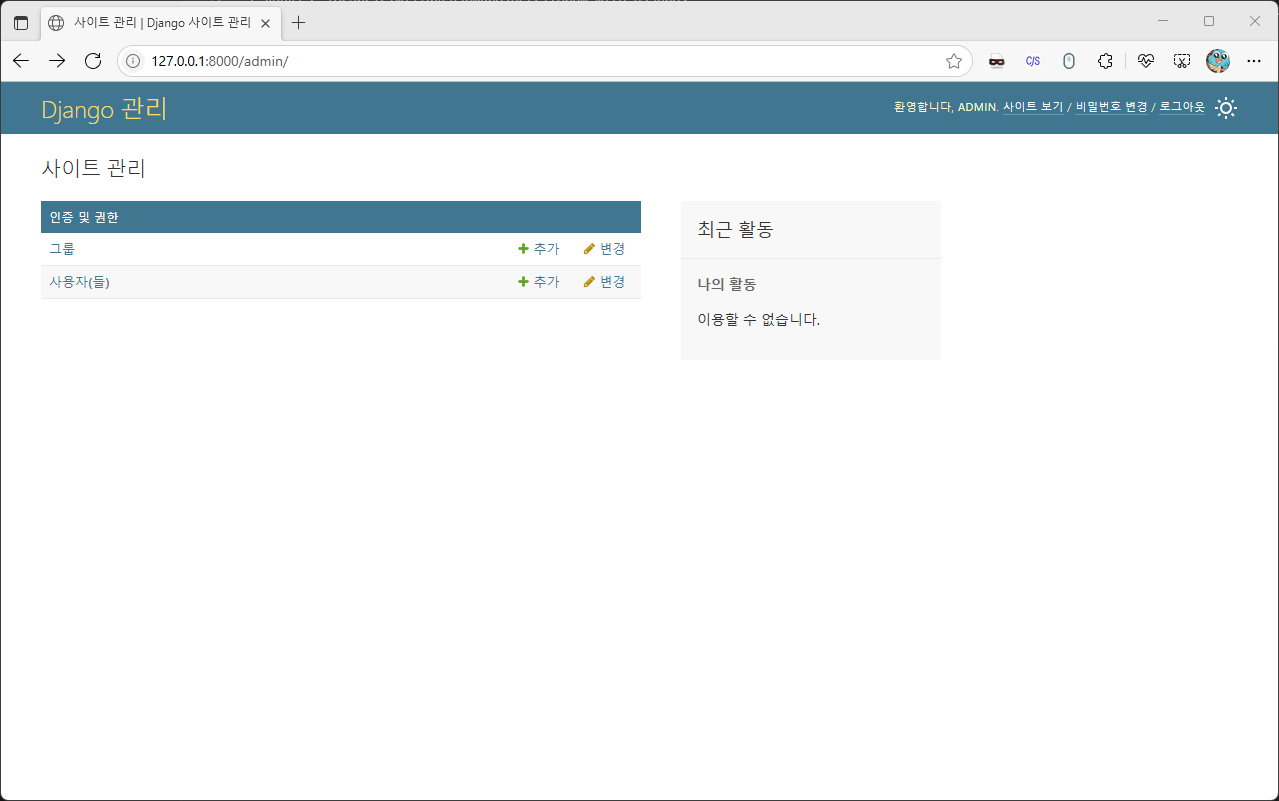 사이트 관리 | Django 사이트 관리
127.0.0.1:8000/admin/
C/S
Django 관리
환영합니다, ADMIN. 사이트 보기 / 비밀번호 변경 / 로그아웃
사이트 관리
인증 및 권한
그룹 추가 변경
사용자(들) 추가 변경
최근 활동
나의 활동
이용할 수 없습니다.